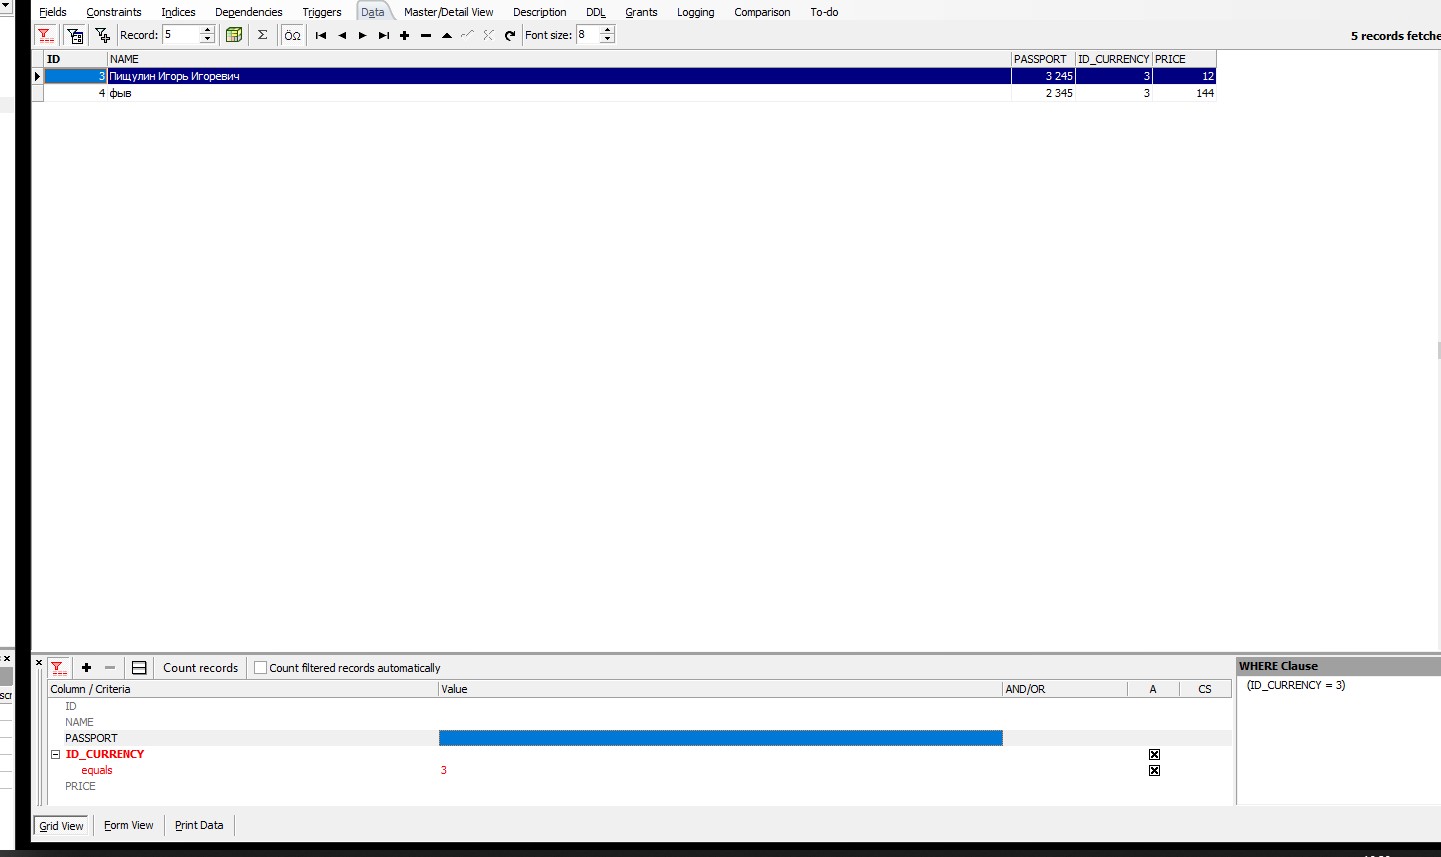 Fields Constraints Indices Dependencies Triggers Data Master/Detail View Description DDL Grants Logging Comparison To-do
Record: 5 Σ ÖΩ Font size: 8 5 records fetche
ID NAME PASSPORT ID_CURRENCY PRICE
3 Пищулин Игорь Игоревич 3 245 3 12
4 фыв 2 345 3 144
Count records Count filtered records automatically WHERE Clause
scr Column / Criteria Value AND/OR A CS (ID_CURRENCY = 3)
ID
NAME
PASSPORT
ID_CURRENCY
equals 3
PRICE
Grid View Form View Print Data